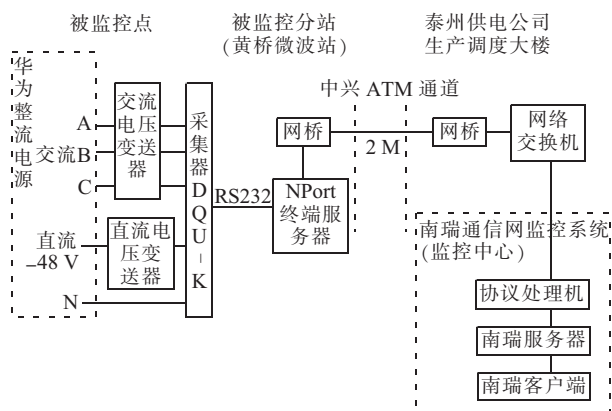 被监控点
被监控分站
(黄桥微波站)
泰州供电公司
生产调度大楼
华为整流电源
交流
A
B
C
直流
–48 V
N
交流
电压
变送
器
直流电
压变
送器
采集器DQU–K
RS232
网桥
NPort
终端服
务器
中兴 ATM 通道
2 M
网桥
网络
交换机
南瑞通信网监控系统
(监控中心)
协议处理机
南瑞服务器
南瑞客户端